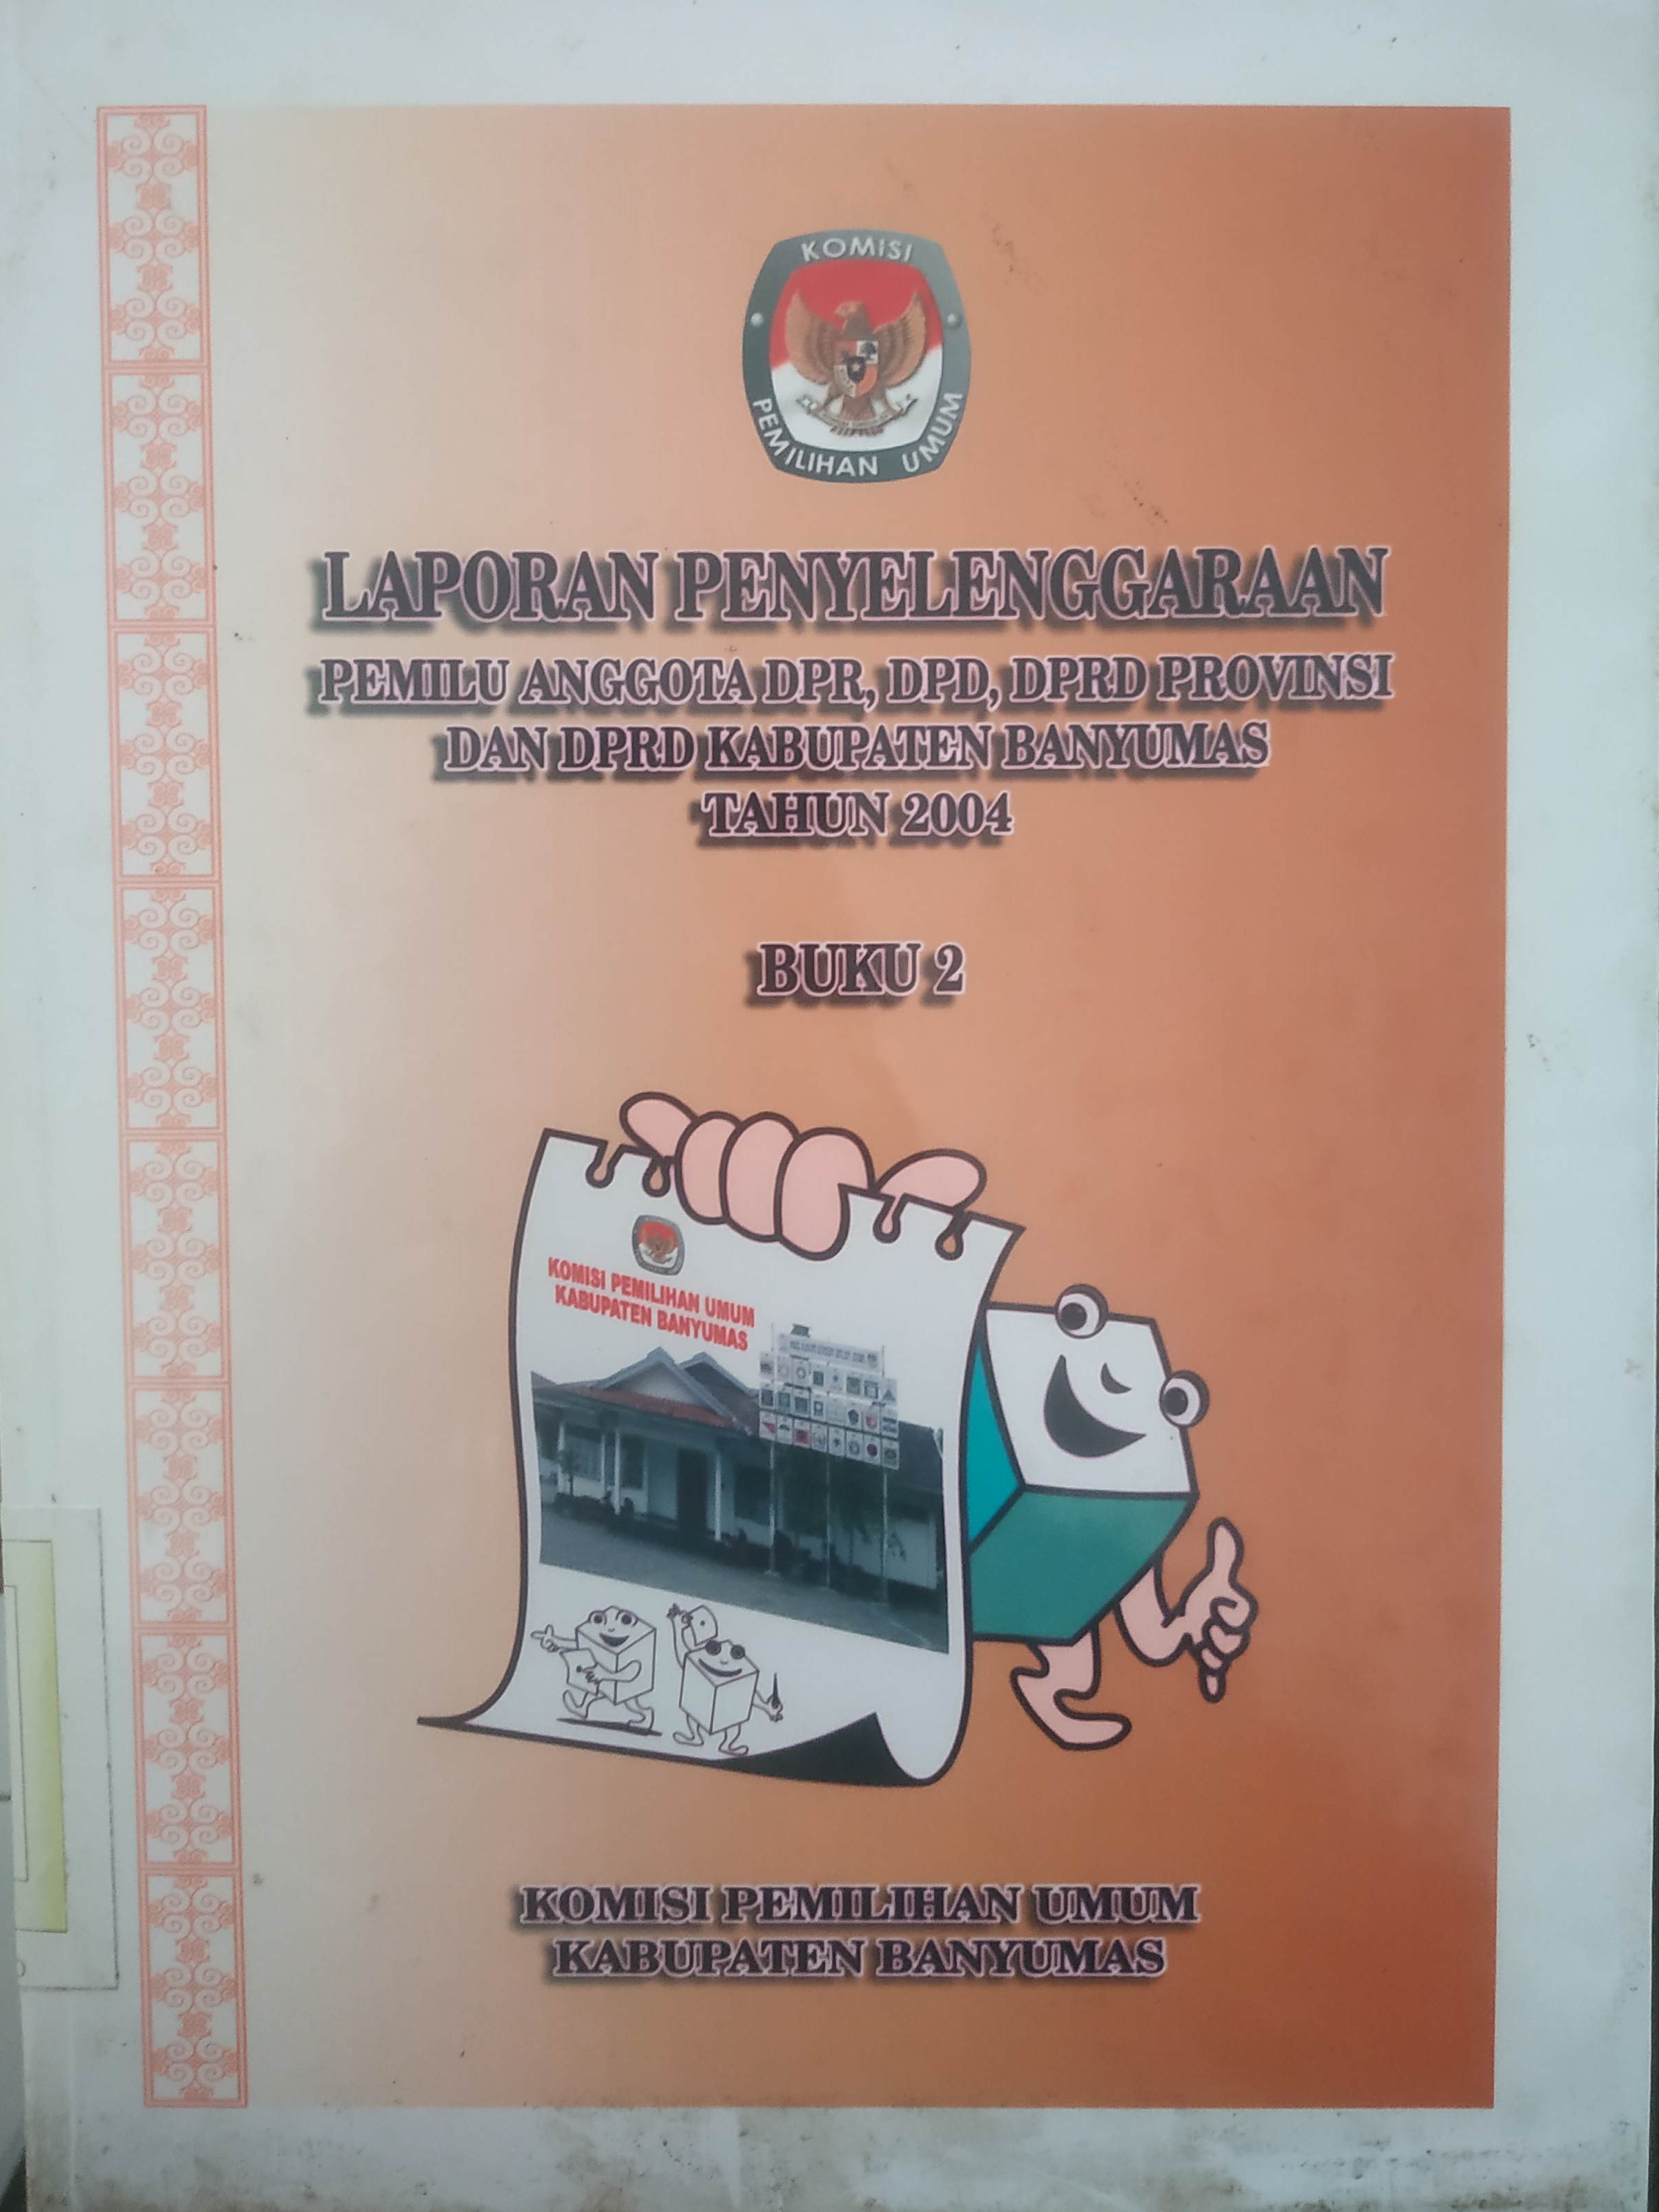 KOMISI
PEMILIHAN UMUM
LAPORAN PENYELENGGARAAN
PEMILU ANGGOTA DPR, DPD, DPRD PROVINSI
DAN DPRD KABUPATEN BANYUMAS
TAHUN 2004
BUKU 2
KOMISI PEMILIHAN UMUM
KABUPATEN BANYUMAS
KOMISI PEMILIHAN UMUM
KABUPATEN BANYUMAS